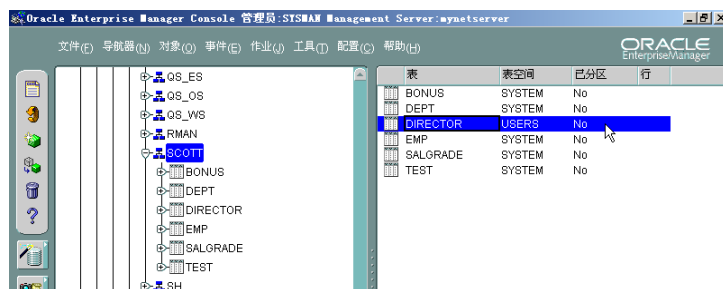 Oracle Enterprise Manager Console 管理员:SYSMAN Management Server:mynetserver
文件(F) 导航器(N) 对象(O) 事件(E) 作业(J) 工具(T) 配置(C) 帮助(H)
ORACLE
EnterpriseManager
QS_ES
QS_OS
QS_WS
RMAN
SCOTT
BONUS
DEPT
DIRECTOR
EMP
SALGRADE
TEST
SH
表 表空间 已分区 行
BONUS SYSTEM No
DEPT SYSTEM No
DIRECTOR USERS No
EMP SYSTEM No
SALGRADE SYSTEM No
TEST SYSTEM No